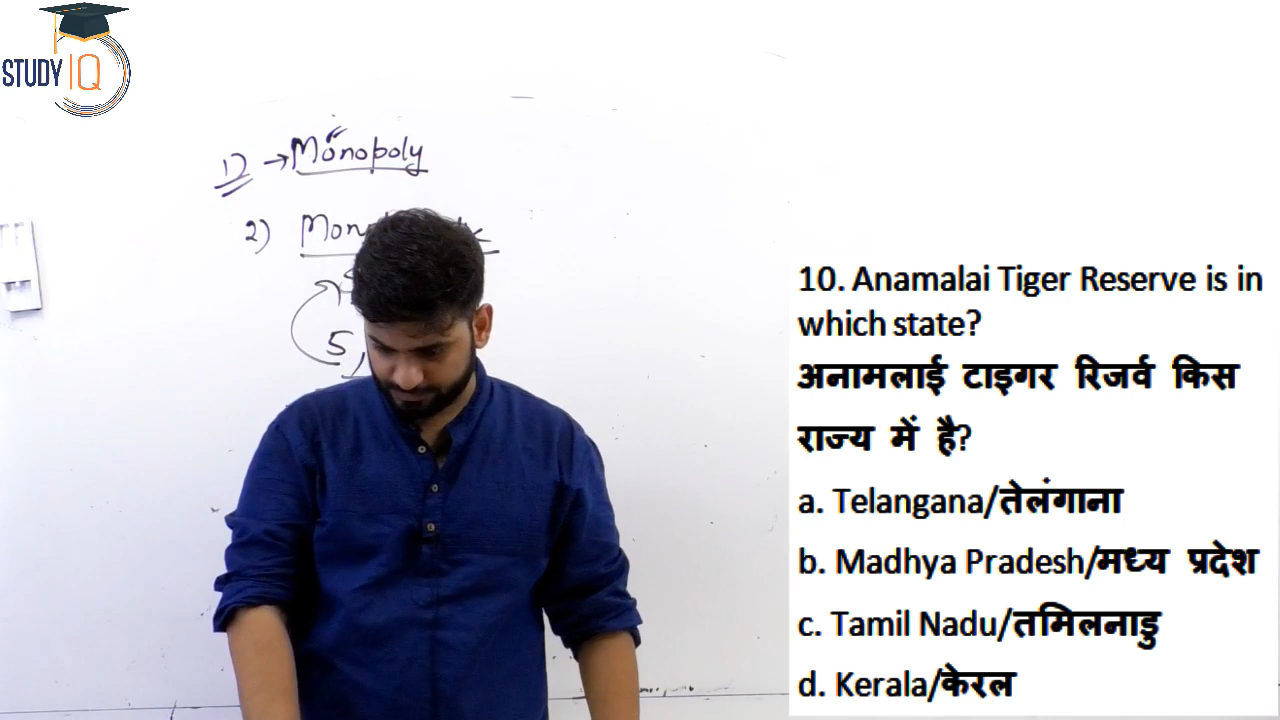 STUDY IQ
1) → Monopoly
2)
5,
10. Anamalai Tiger Reserve is in
which state?
अनामलाई टाइगर रिजर्व किस
राज्य में है?
a. Telangana/तेलंगाना
b. Madhya Pradesh/मध्य प्रदेश
c. Tamil Nadu/तमिलनाडु
d. Kerala/केरल